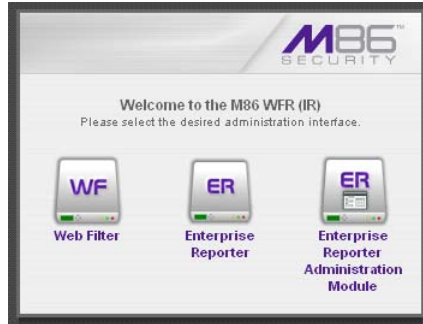 M86™
SECURITY
Welcome to the M86 WFR (IR)
Please select the desired administration interface.
WF
ER
ER
Web Filter
Enterprise
Reporter
Enterprise
Reporter
Administration
Module